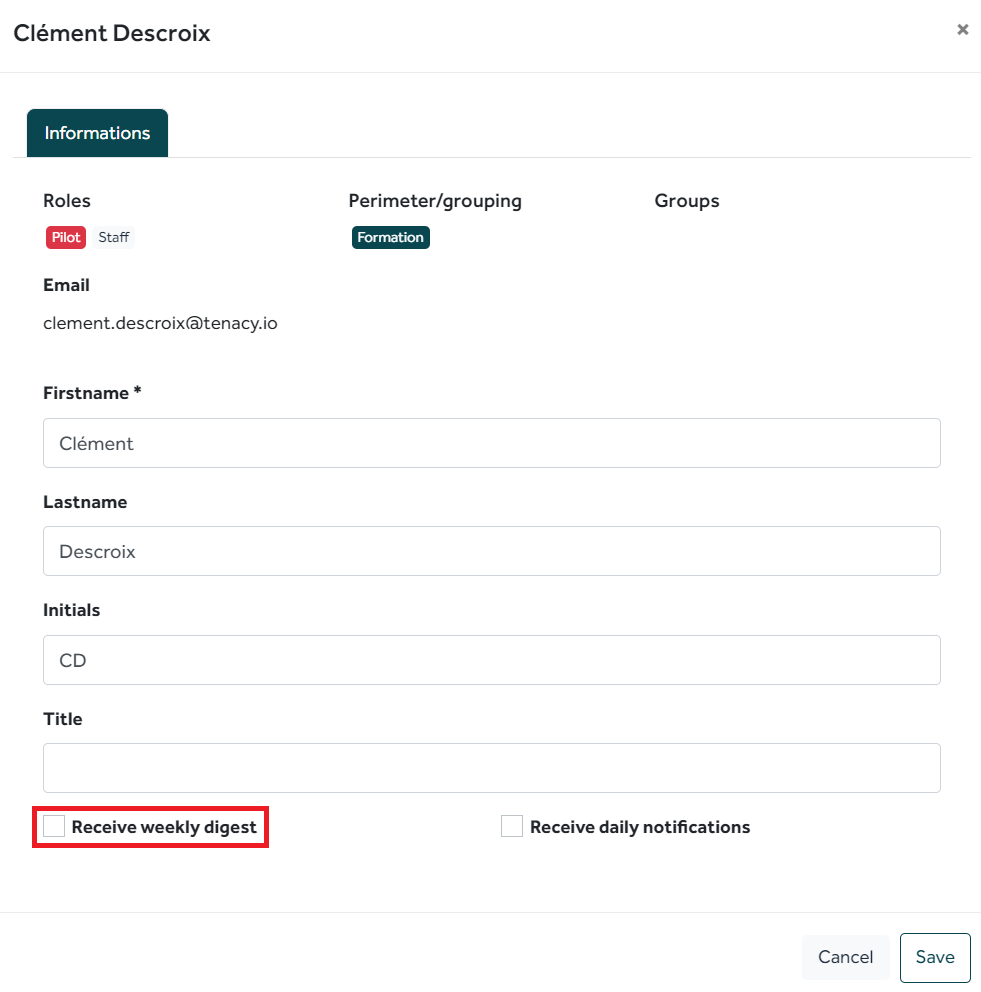 Clément Descroix
×
Informations
Roles Perimeter/grouping Groups
Pilot Staff Formation
Email
clement.descroix@tenacy.io
Firstname *
Clément
Lastname
Descroix
Initials
CD
Title
Receive weekly digest Receive daily notifications
Cancel Save